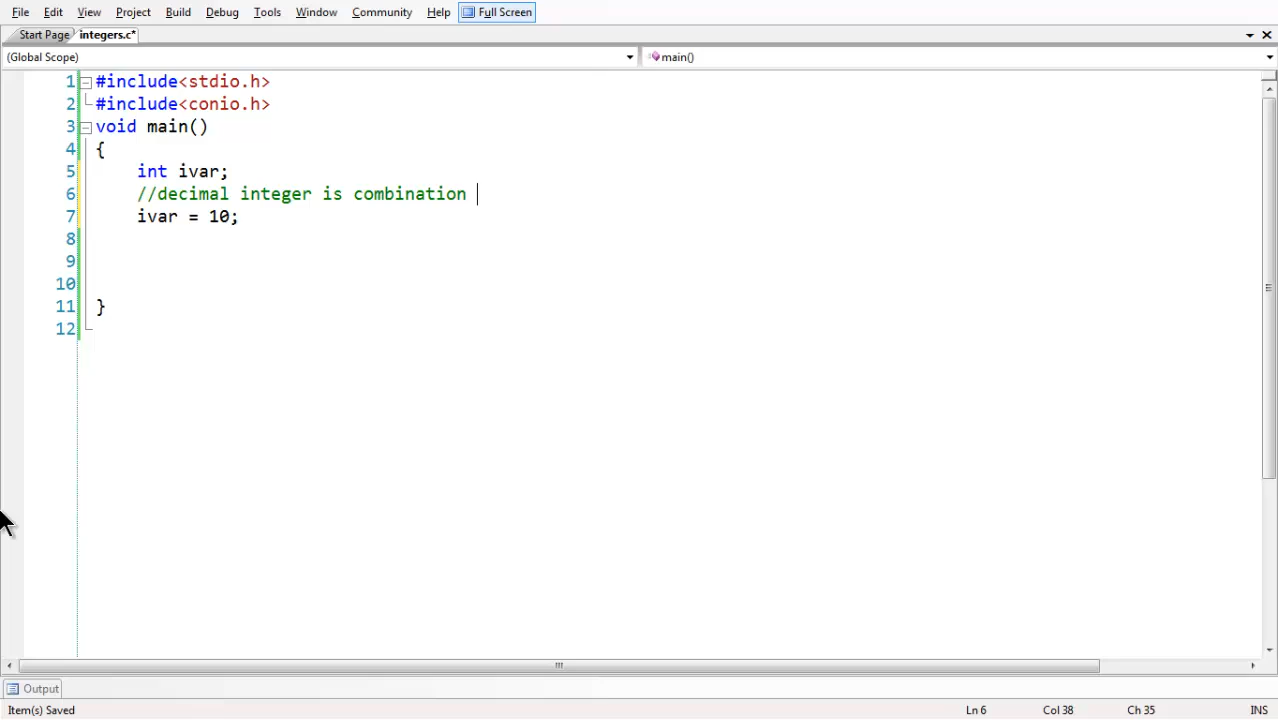 File Edit View Project Build Debug Tools Window Community Help Full Screen
Start Page integers.c*
(Global Scope) main()
1 #include<stdio.h>
2 #include<conio.h>
3 void main()
4 {
5 int ivar;
6 //decimal integer is combination
7 ivar = 10;
8
9
10
11 }
12
Output
Item(s) Saved Ln 6 Col 38 Ch 35 INS